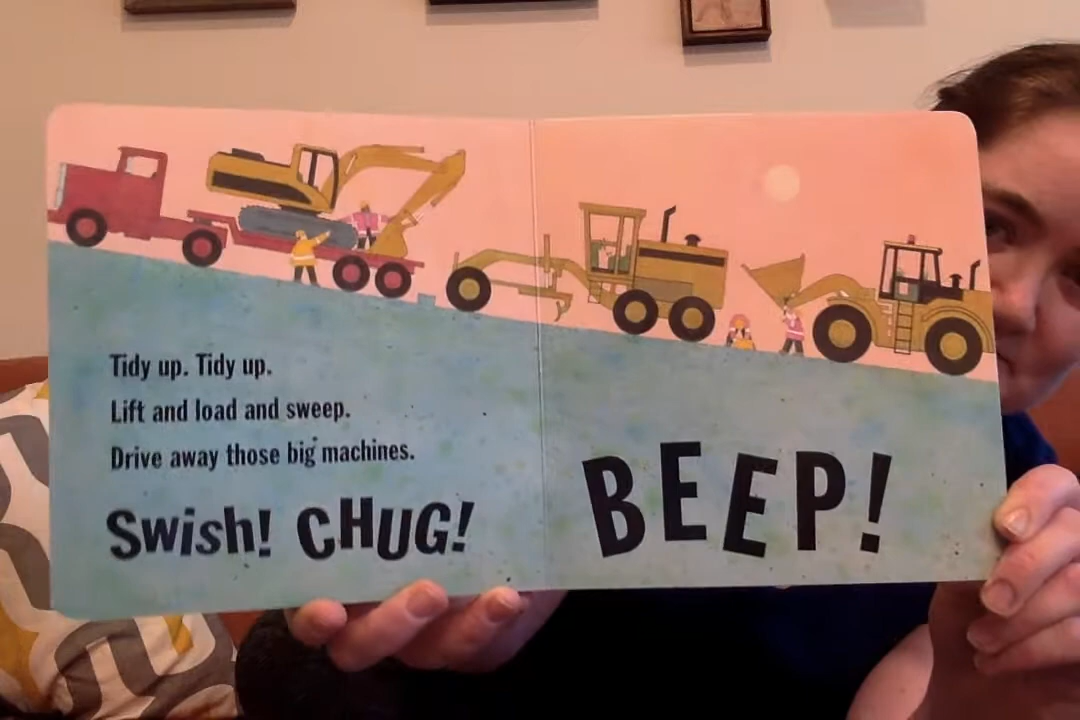 Tidy up. Tidy up.
Lift and load and sweep.
Drive away those big machines.
Swish! CHUG!
BEEP!